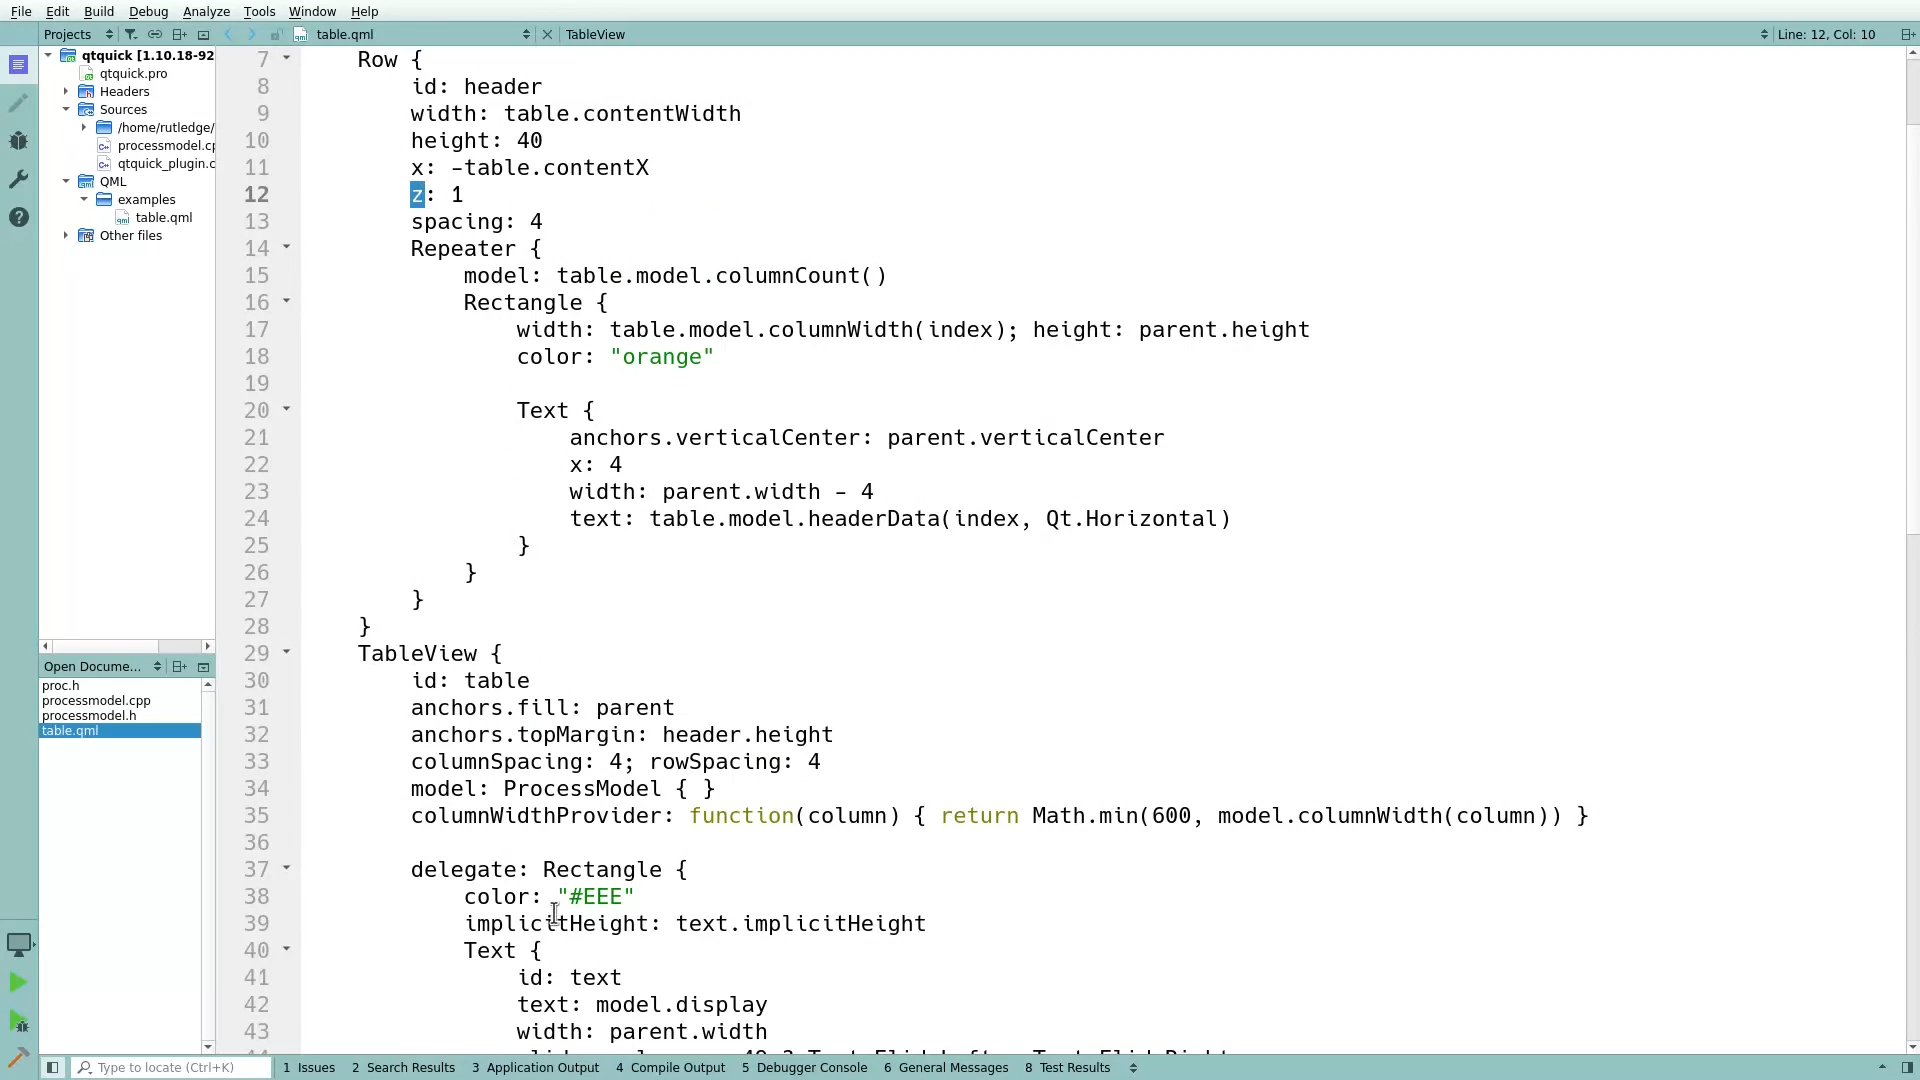 File Edit Build Debug Analyze Tools Window Help
Projects table.qml TableView Line: 12, Col: 10
qtquick [1.10.18-92
qtquick.pro
Headers
Sources
/home/rutledge/
processmodel.cp
qtquick_plugin.c
QML
examples
table.qml
Other files
Open Docume...
proc.h
processmodel.cpp
processmodel.h
table.qml
7 Row {
8 id: header
9 width: table.contentWidth
10 height: 40
11 x: -table.contentX
12 z: 1
13 spacing: 4
14 Repeater {
15 model: table.model.columnCount()
16 Rectangle {
17 width: table.model.columnWidth(index); height: parent.height
18 color: "orange"
19
20 Text {
21 anchors.verticalCenter: parent.verticalCenter
22 x: 4
23 width: parent.width - 4
24 text: table.model.headerData(index, Qt.Horizontal)
25 }
26 }
27 }
28 }
29 TableView {
30 id: table
31 anchors.fill: parent
32 anchors.topMargin: header.height
33 columnSpacing: 4; rowSpacing: 4
34 model: ProcessModel { }
35 columnWidthProvider: function(column) { return Math.min(600, model.columnWidth(column)) }
36
37 delegate: Rectangle {
38 color: "#EEE"
39 implicitHeight: text.implicitHeight
40 Text {
41 id: text
42 text: model.display
43 width: parent.width
Type to locate (Ctrl+K) 1 Issues 2 Search Results 3 Application Output 4 Compile Output 5 Debugger Console 6 General Messages 8 Test Results